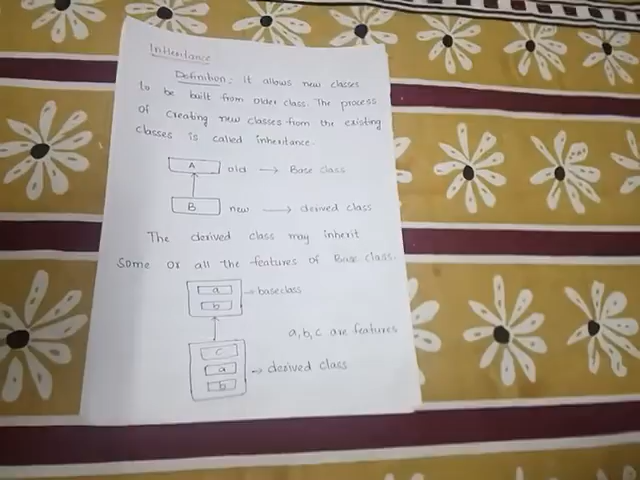 Inheritance
Definition: It allows new classes
to be built from older class. The process
of creating new classes from the existing
classes is called inheritance.
A old → Base class
B new → derived class
The derived class may inherit
Some or all the features of Base class.
a → baseclass
b
a, b, c are features
c
a → derived class
b